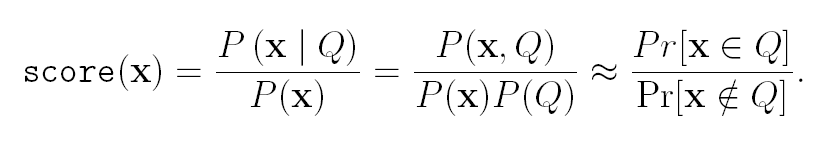 score(x) = P(x | Q) / P(x) = P(x, Q) / P(x)P(Q) ≈ Pr[x ∈ Q] / Pr[x ∉ Q].